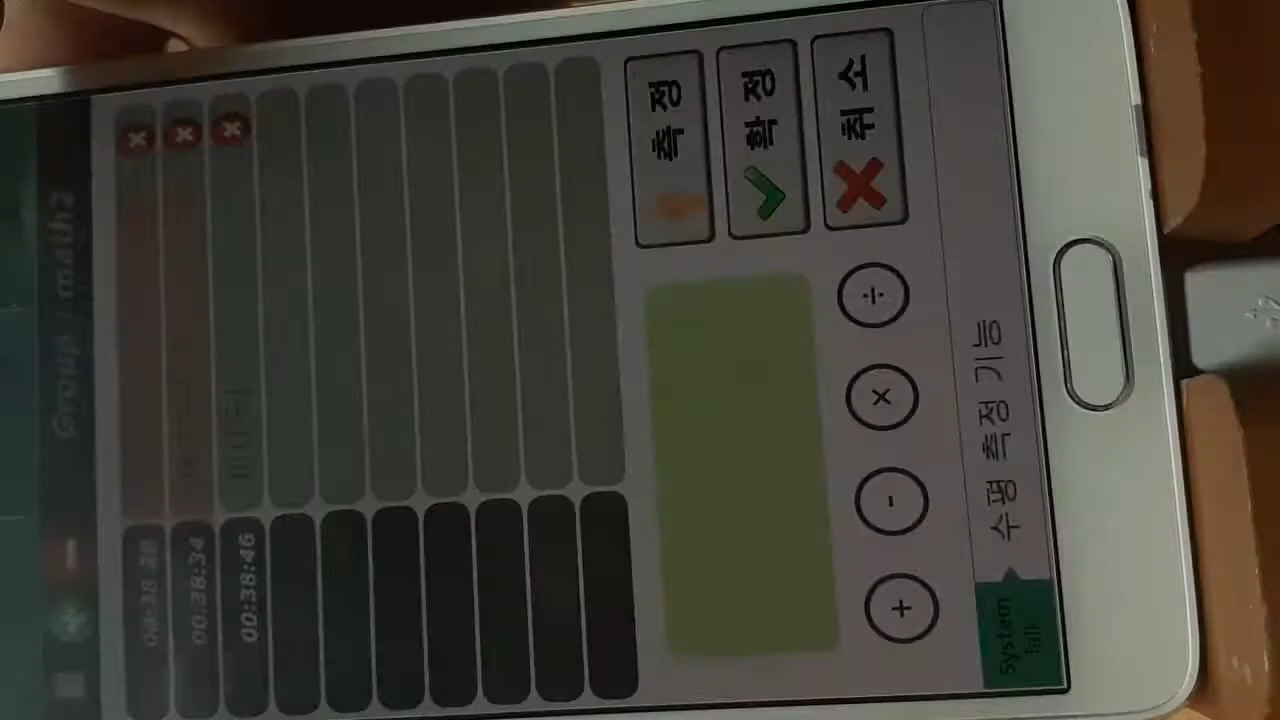 Group / math2
00:38:34
00:38:46
측정
확정
취소
+
-
×
÷
System
수평 측정 기능